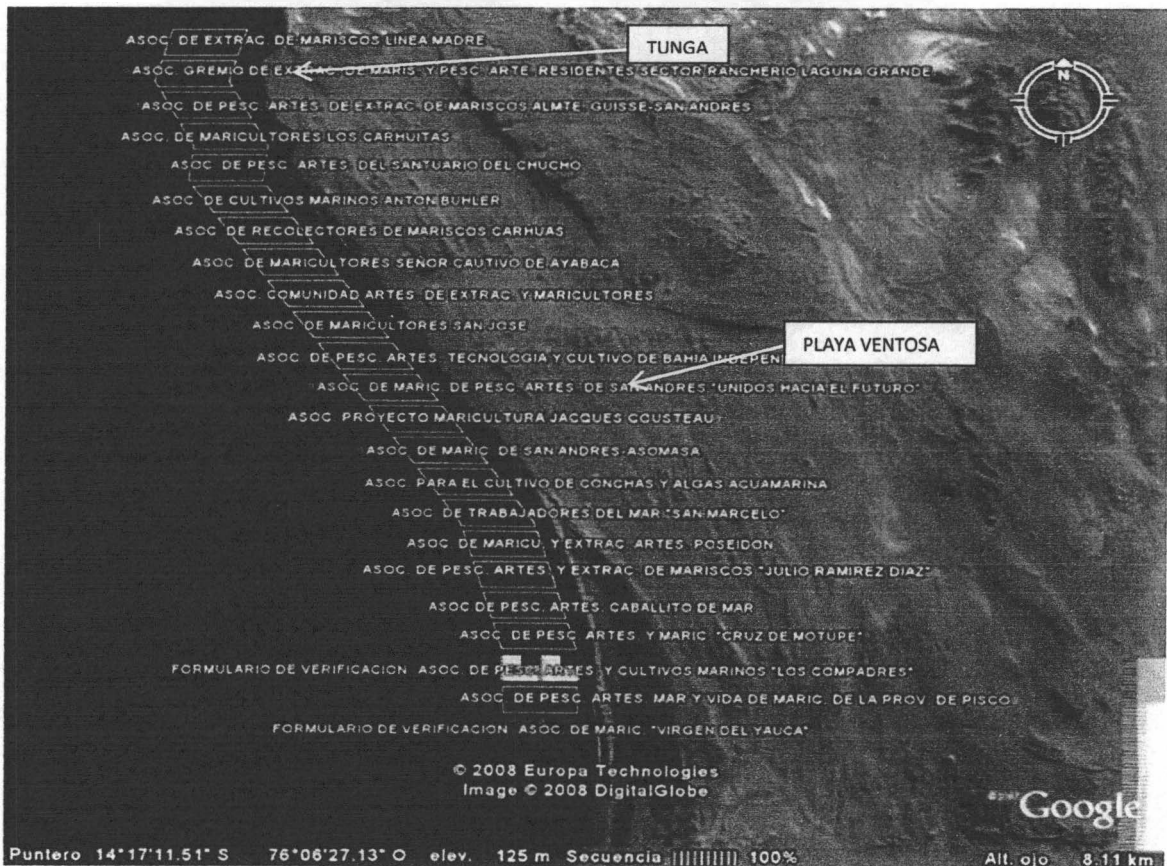 ASOC. DE EXTRAC. DE MARISCOS LINEA MADRE
TUNGA
ASOC. GREMIO DE EXTRAC. DE MARIS. Y PESC. ARTE. RESIDENTES SECTOR RANCHERIO LAGUNA GRANDE
N
ASOC. DE PESC. ARTES. DE EXTRAC. DE MARISCOS ALMTE. GUISSE-SAN ANDRES
ASOC. DE MARICULTORES LOS CARHUITAS
ASOC. DE PESC. ARTES. DEL SANTUARIO DEL CHUCHO
ASOC. DE CULTIVOS MARINOS ANTON BUHLER
ASOC. DE RECOLECTORES DE MARISCOS CARHUAS
ASOC. DE MARICULTORES SEÑOR CAUTIVO DE AYABACA
ASOC. COMUNIDAD ARTES. DE EXTRAC. Y MARICULTORES
ASOC. DE MARICULTORES SAN JOSE
PLAYA VENTOSA
ASOC. DE PESC. ARTES. TECNOLOGIA Y CULTIVO DE BAHIA INDEPEN
ASOC. DE MARIC. DE PESC. ARTES. DE SAN ANDRES "UNIDOS HACIA EL FUTURO"
ASOC. PROYECTO MARICULTURA JACQUES COUSTEAU
ASOC. DE MARIC. DE SAN ANDRES-ASOMASA
ASOC. PARA EL CULTIVO DE CONCHAS Y ALGAS ACUAMARINA
ASOC. DE TRABAJADORES DEL MAR "SAN MARCELO"
ASOC. DE MARICU. Y EXTRAC. ARTES. POSEIDON
ASOC. DE PESC. ARTES. Y EXTRAC. DE MARISCOS "JULIO RAMIREZ DIAZ"
ASOC DE PESC. ARTES. CABALLITO DE MAR
ASOC. DE PESC. ARTES. Y MARIC. "CRUZ DE MOTUPE"
FORMULARIO DE VERIFICACION. ASOC. DE PESC. ARTES. Y CULTIVOS MARINOS "LOS COMPADRES"
ASOC. DE PESC. ARTES. MAR Y VIDA DE MARIC. DE LA PROV. DE PISCO
FORMULARIO DE VERIFICACION. ASOC. DE MARIC. "VIRGEN DEL YAUCA"
© 2008 Europa Technologies
Image © 2008 DigitalGlobe
Google
Puntero 14°17'11.51" S 76°06'27.13" O elev. 125 m Secuencia |||||||||| 100% Alt. ojo 8.11 km